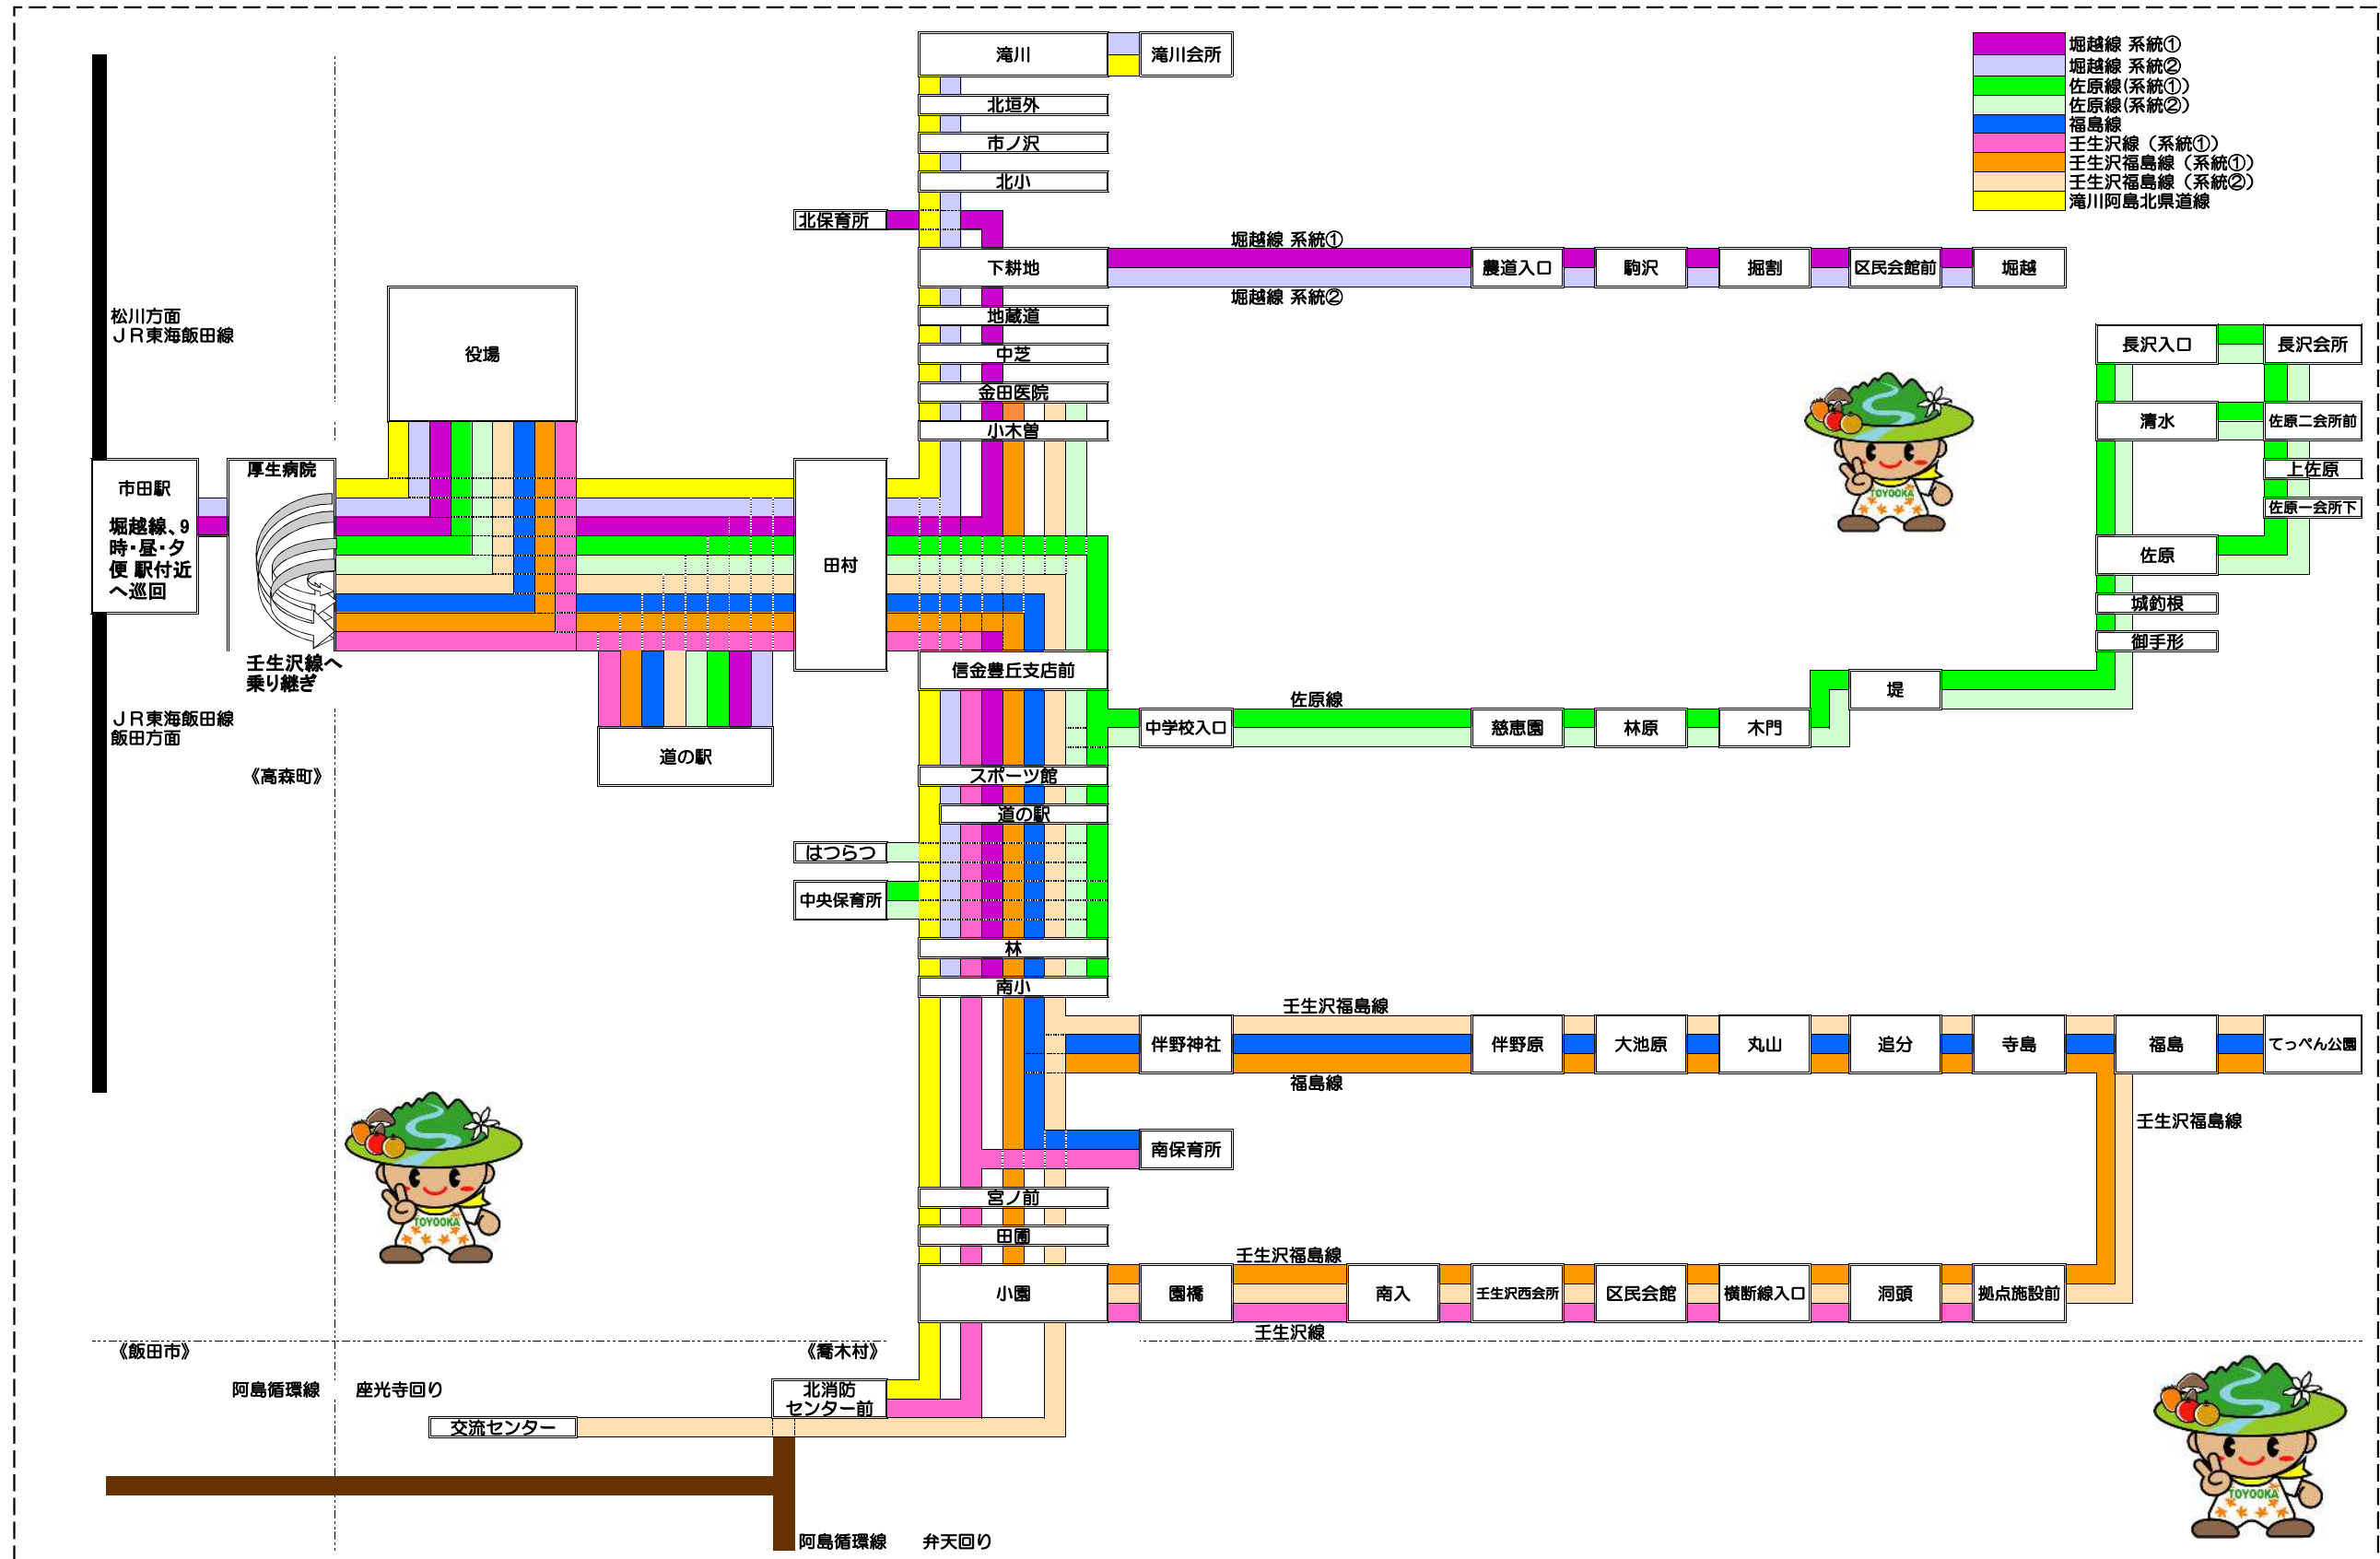 滝川
滝川会所
北垣外
市ノ沢
北小
北保育所
下耕地
堀越線 系統①
堀越線 系統②
農道入口
駒沢
掘割
区民会館前
堀越
地蔵道
中芝
金田医院
小木曽
堀越線 系統①
堀越線 系統②
佐原線(系統①)
佐原線(系統②)
福島線
壬生沢線（系統①）
壬生沢福島線（系統①）
壬生沢福島線（系統②）
滝川阿島北県道線
松川方面
ＪＲ東海飯田線
役場
市田駅
堀越線、9
時・昼・夕
便 駅付近
へ巡回
厚生病院
壬生沢線へ
乗り継ぎ
田村
長沢入口
長沢会所
清水
佐原二会所前
上佐原
佐原一会所下
佐原
城釣根
御手形
TOYOOKA
信金豊丘支店前
佐原線
堤
中学校入口
慈恵園
林原
木門
ＪＲ東海飯田線
飯田方面
《高森町》
道の駅
スポーツ館
道の駅
はつらつ
中央保育所
林
南小
壬生沢福島線
伴野神社
伴野原
大池原
丸山
追分
寺島
福島
てっぺん公園
福島線
壬生沢福島線
南保育所
宮ノ前
田圃
TOYOOKA
小園
壬生沢福島線
園橋
南入
壬生沢西会所
区民会館
横断線入口
洞頭
拠点施設前
壬生沢線
《飯田市》
《喬木村》
阿島循環線 座光寺回り
北消防
センター前
交流センター
阿島循環線 弁天回り
TOYOOKA